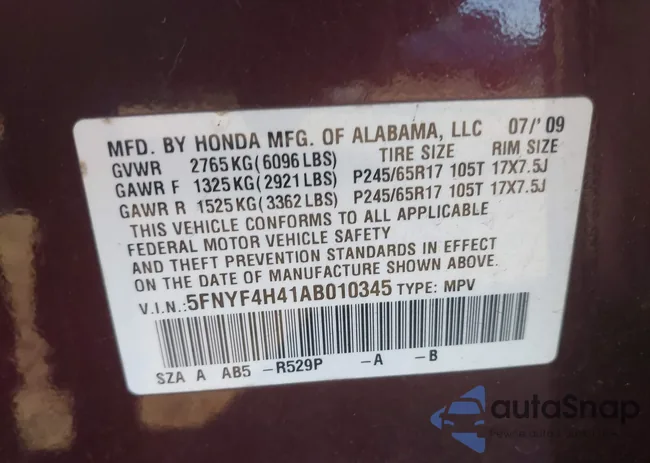 MFD. BY HONDA MFG. OF ALABAMA, LLC 07/'09
GVWR 2765KG(6096LBS) TIRE SIZE RIM SIZE
GAWR F 1325KG(2921LBS) P245/65R17 105T 17X7.5J
GAWR R 1525KG(3362LBS) P245/65R17 105T 17X7.5J
THIS VEHICLE CONFORMS TO ALL APPLICABLE
FEDERAL MOTOR VEHICLE SAFETY
AND THEFT PREVENTION STANDARDS IN EFFECT
ON THE DATE OF MANUFACTURE SHOWN ABOVE.
V.I.N.:5FNYF4H41AB010345 TYPE: MPV
SZA A AB5 -R529P -A -B
autoSnap